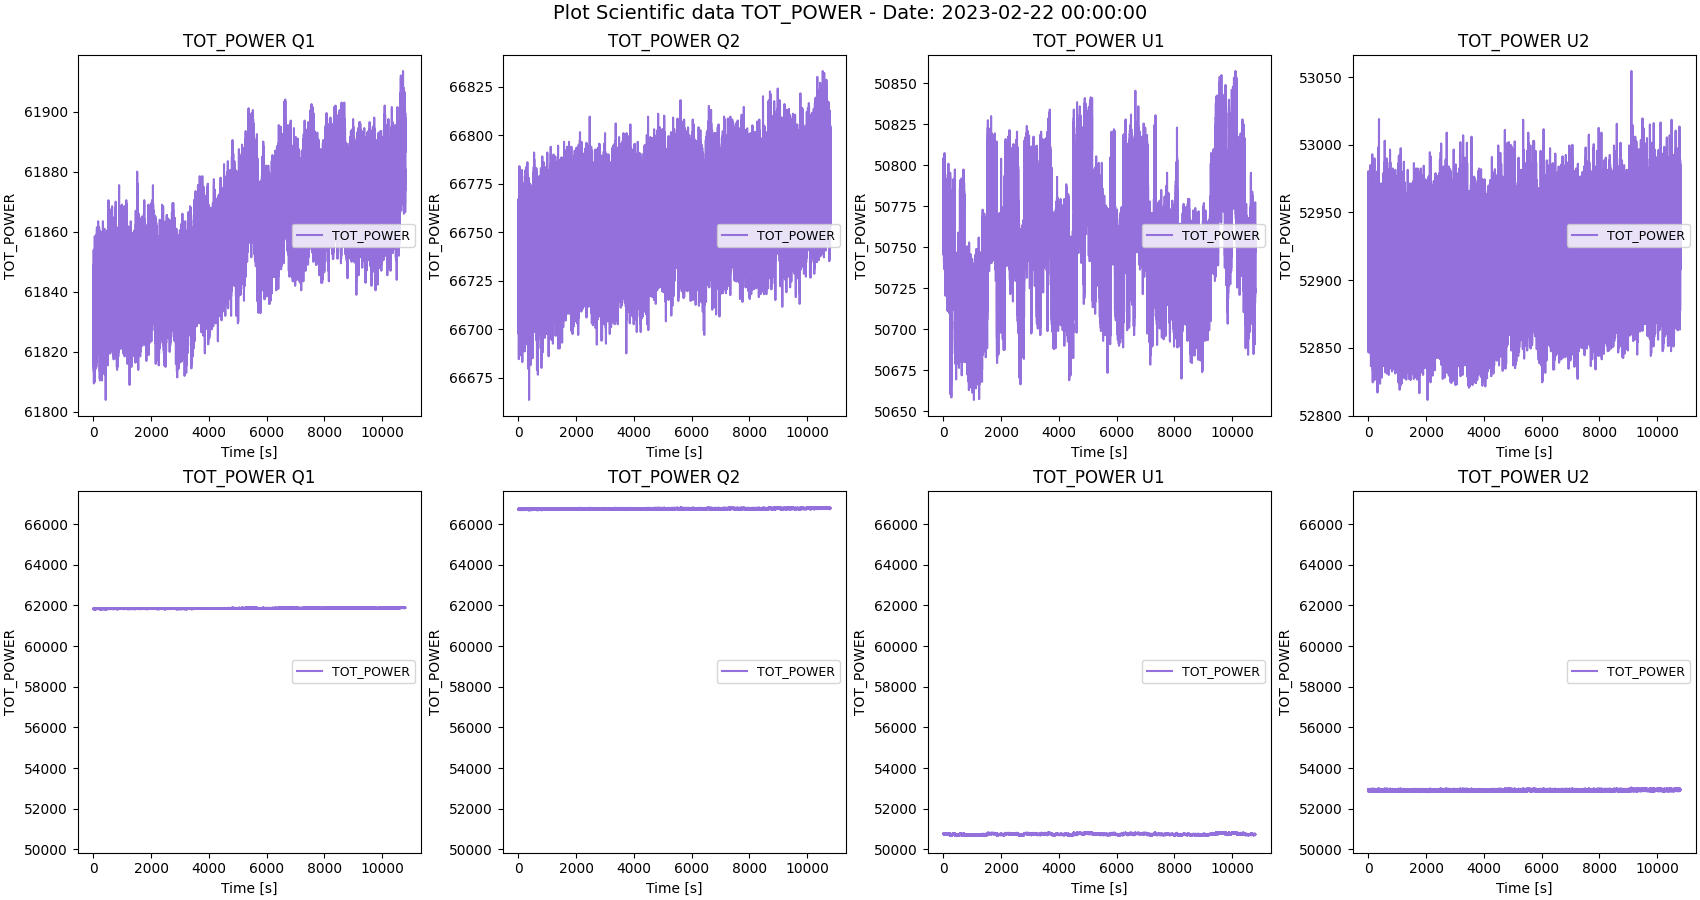 Plot Scientific data TOT_POWER - Date: 2023-02-22 00:00:00
TOT_POWER Q1
TOT_POWER
61900
61880
61860
61840
61820
61800
TOT_POWER
0 2000 4000 6000 8000 10000
Time [s]
TOT_POWER Q2
TOT_POWER
66825
66800
66775
66750
66725
66700
66675
TOT_POWER
0 2000 4000 6000 8000 10000
Time [s]
TOT_POWER U1
TOT_POWER
50850
50825
50800
50775
50750
50725
50700
50675
50650
TOT_POWER
0 2000 4000 6000 8000 10000
Time [s]
TOT_POWER U2
TOT_POWER
53050
53000
52950
52900
52850
52800
TOT_POWER
0 2000 4000 6000 8000 10000
Time [s]
TOT_POWER Q1
TOT_POWER
66000
64000
62000
60000
58000
56000
54000
52000
50000
TOT_POWER
0 2000 4000 6000 8000 10000
Time [s]
TOT_POWER Q2
TOT_POWER
66000
64000
62000
60000
58000
56000
54000
52000
50000
TOT_POWER
0 2000 4000 6000 8000 10000
Time [s]
TOT_POWER U1
TOT_POWER
66000
64000
62000
60000
58000
56000
54000
52000
50000
TOT_POWER
0 2000 4000 6000 8000 10000
Time [s]
TOT_POWER U2
TOT_POWER
66000
64000
62000
60000
58000
56000
54000
52000
50000
TOT_POWER
0 2000 4000 6000 8000 10000
Time [s]